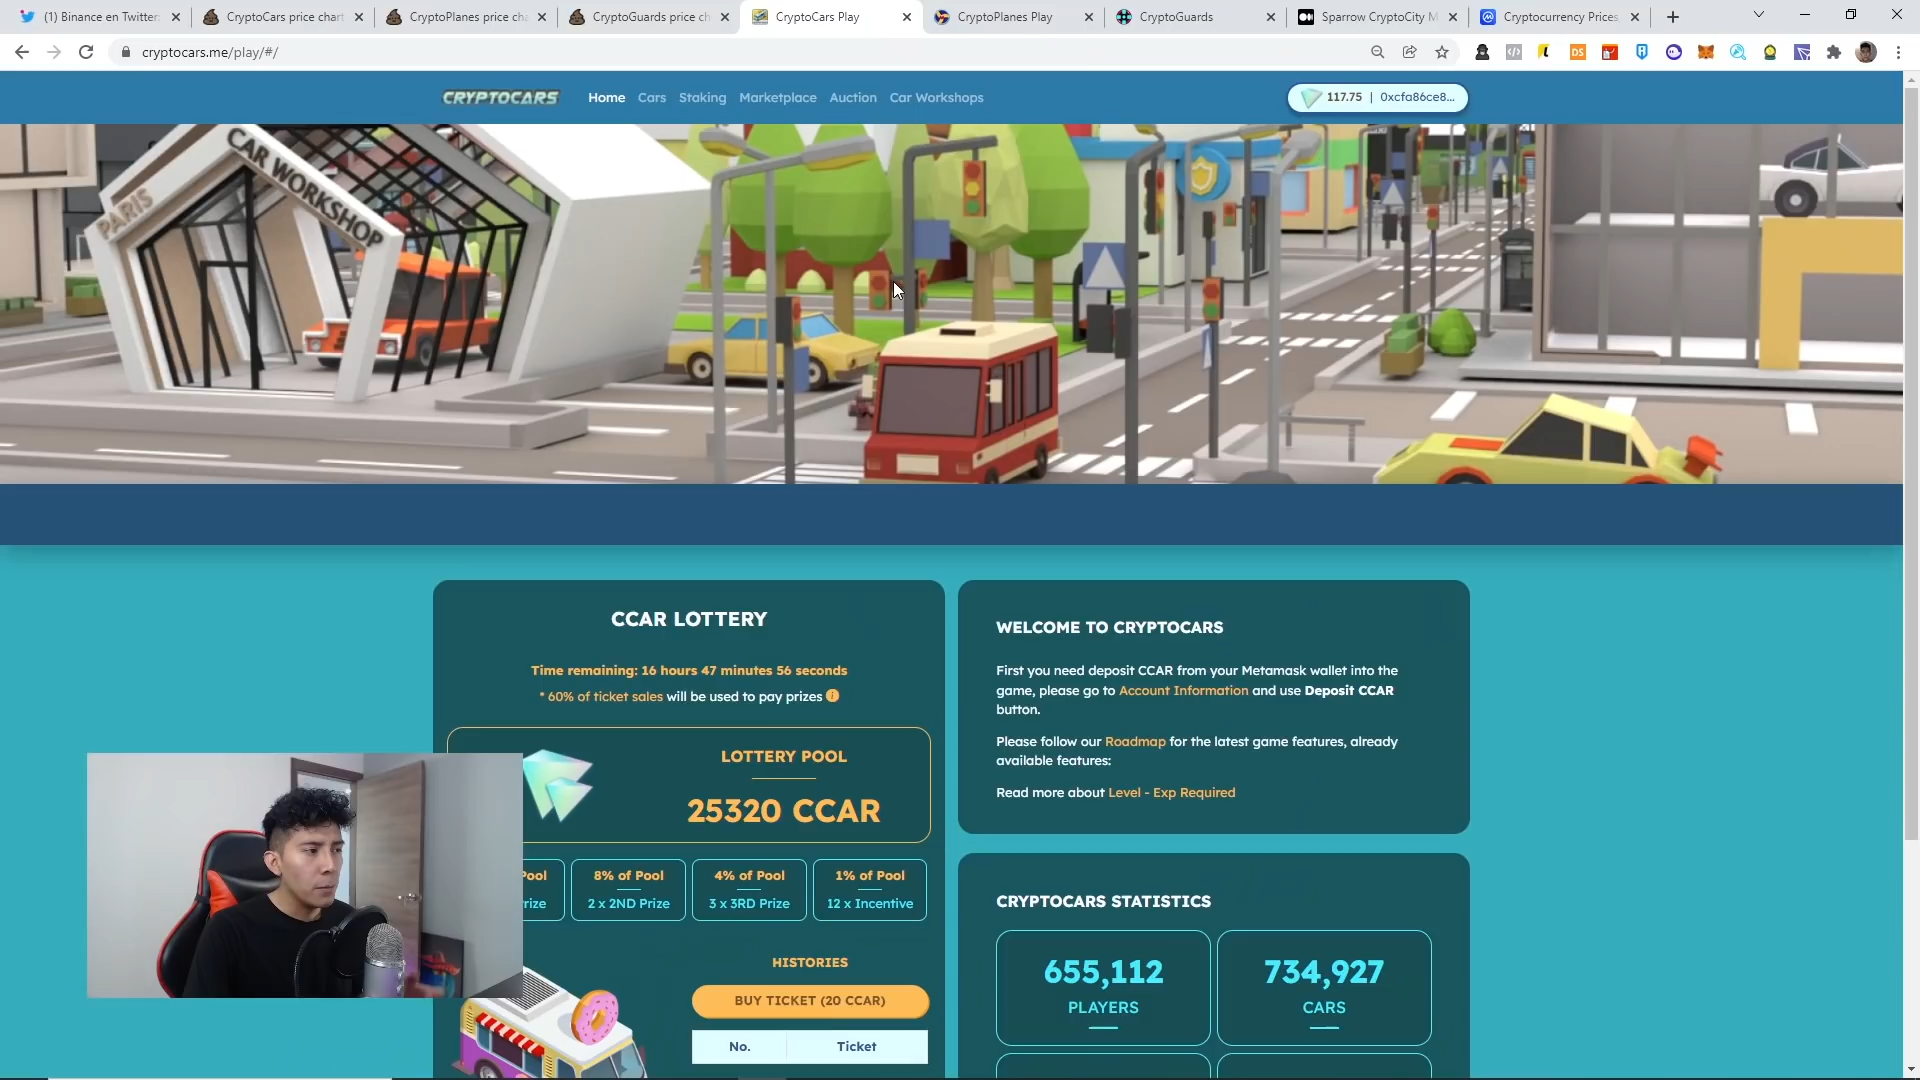 (1) Binance en Twitter:
CryptoCars price chart
CryptoPlanes price cha
CryptoGuards price ch
CryptoCars Play
CryptoPlanes Play
CryptoGuards
Sparrow CryptoCity M
Cryptocurrency Prices
cryptocars.me/play/#/
CRYPTOCARS
Home
Cars
Staking
Marketplace
Auction
Car Workshops
117.75 | 0xcfa86ce8...
PARIS
CAR WORKSHOP
CCAR LOTTERY
Time remaining: 16 hours 47 minutes 56 seconds
* 60% of ticket sales will be used to pay prizes
LOTTERY POOL
25320 CCAR
Pool
rize
8% of Pool
2 x 2ND Prize
4% of Pool
3 x 3RD Prize
1% of Pool
12 x Incentive
HISTORIES
BUY TICKET (20 CCAR)
No.
Ticket
WELCOME TO CRYPTOCARS
First you need deposit CCAR from your Metamask wallet into the
game, please go to Account Information and use Deposit CCAR
button.
Please follow our Roadmap for the latest game features, already
available features:
Read more about Level - Exp Required
CRYPTOCARS STATISTICS
655,112
PLAYERS
734,927
CARS